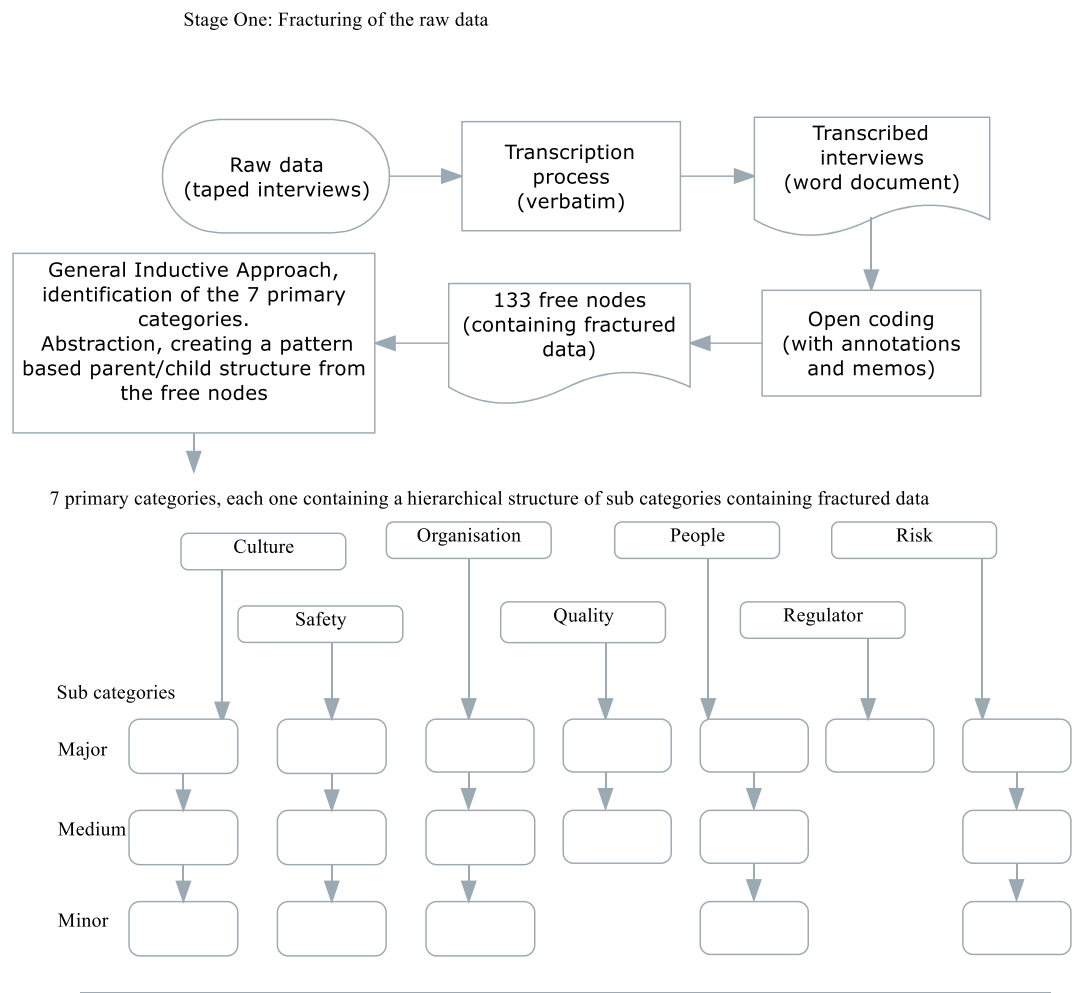 Stage One: Fracturing of the raw data
Raw data
(taped interviews)
Transcription
process
(verbatim)
Transcribed
interviews
(word document)
General Inductive Approach,
identification of the 7 primary
categories.
Abstraction, creating a pattern
based parent/child structure from
the free nodes
133 free nodes
(containing fractured
data)
Open coding
(with annotations
and memos)
7 primary categories, each one containing a hierarchical structure of sub categories containing fractured data
Culture
Organisation
People
Risk
Safety
Quality
Regulator
Sub categories
Major
Medium
Minor